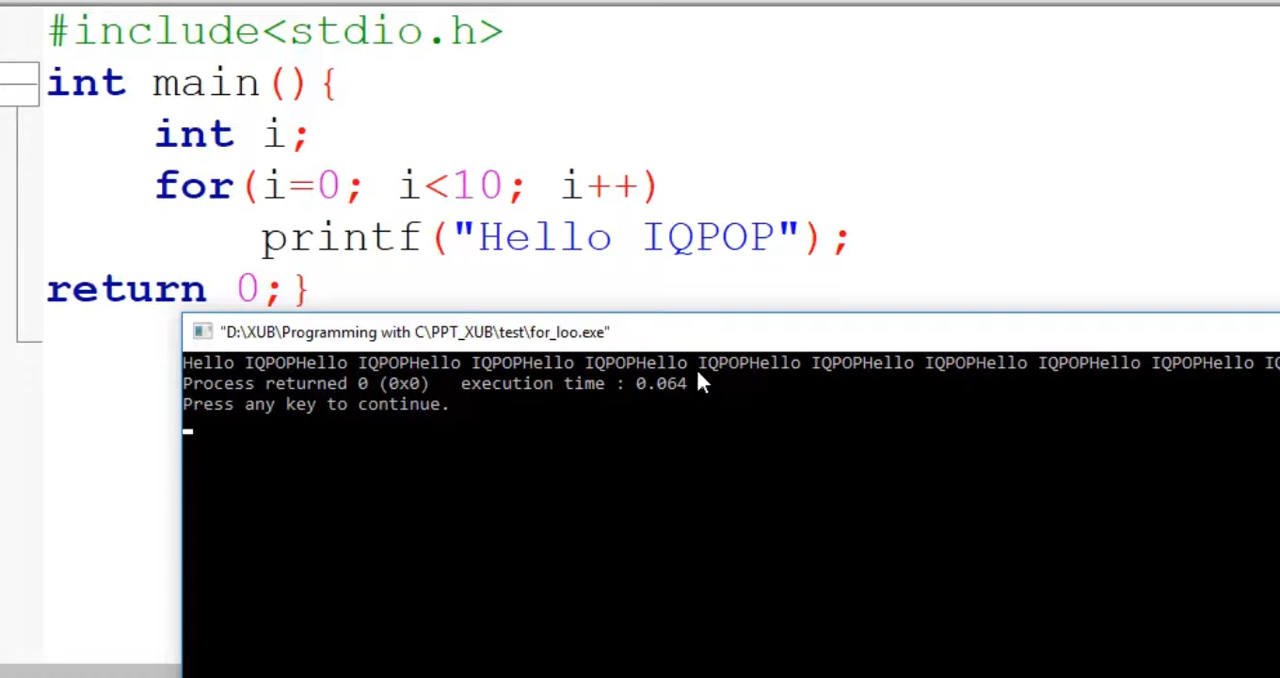 #include<stdio.h>
int main(){
int i;
for(i=0; i<10; i++)
printf("Hello IQPOP");
return 0;}
"D:\XUB\Programming with C\PPT_XUB\test\for_loo.exe"
Hello IQPOPHello IQPOPHello IQPOPHello IQPOPHello IQPOPHello IQPOPHello IQPOPHello IQPOPHello IQPOPHello
Process returned 0 (0x0) execution time : 0.064
Press any key to continue.